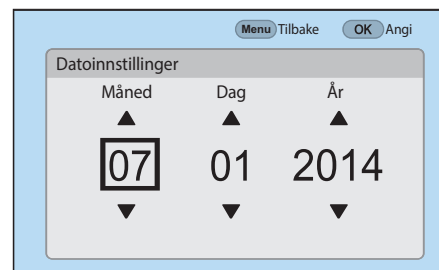 Menu Tilbake OK Angi
Datoinnstillinger
Måned Dag År
07 01 2014